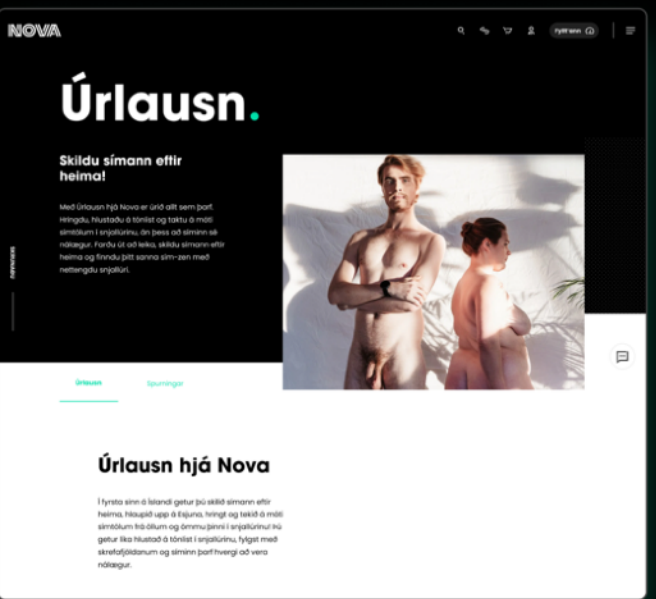 NOVA
Úrlausn.
Skildu símann eftir
heima!
Með Úrlausn hjá Nova er úrið allt sem þarf.
Hringdu, hlustaðu á tónlist og taktu á móti
símtölum í snjallúrinu, án þess að síminn sé
nálægur. Farðu út að leika, skildu símann eftir
heima og finndu þitt sanna sím-zen með
nettengdu snjallúri.
Úrlausn
Spurningar
Úrlausn hjá Nova
Í fyrsta sinn á Íslandi getur þú skilið símann eftir
heima, hlaupið upp á Esjuna, hringt og tekið á móti
símtölum frá öllum og ömmu þinni í snjallúrinu! Þú
getur líka hlustað á tónlist í snjallúrinu, fylgst með
skrefafjöldanum og síminn þarf hvergi að vera
nálægur.